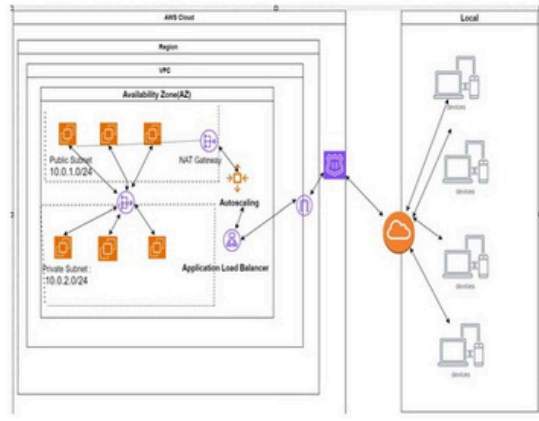 AWS Cloud
Local
Region
VPC
Availability Zone(AZ)
Public Subnet
10.0.1.0/24
NAT Gateway
Autoscaling
Private Subnet :
10.0.2.0/24
Application Load Balancer
53
devices
devices
devices
devices